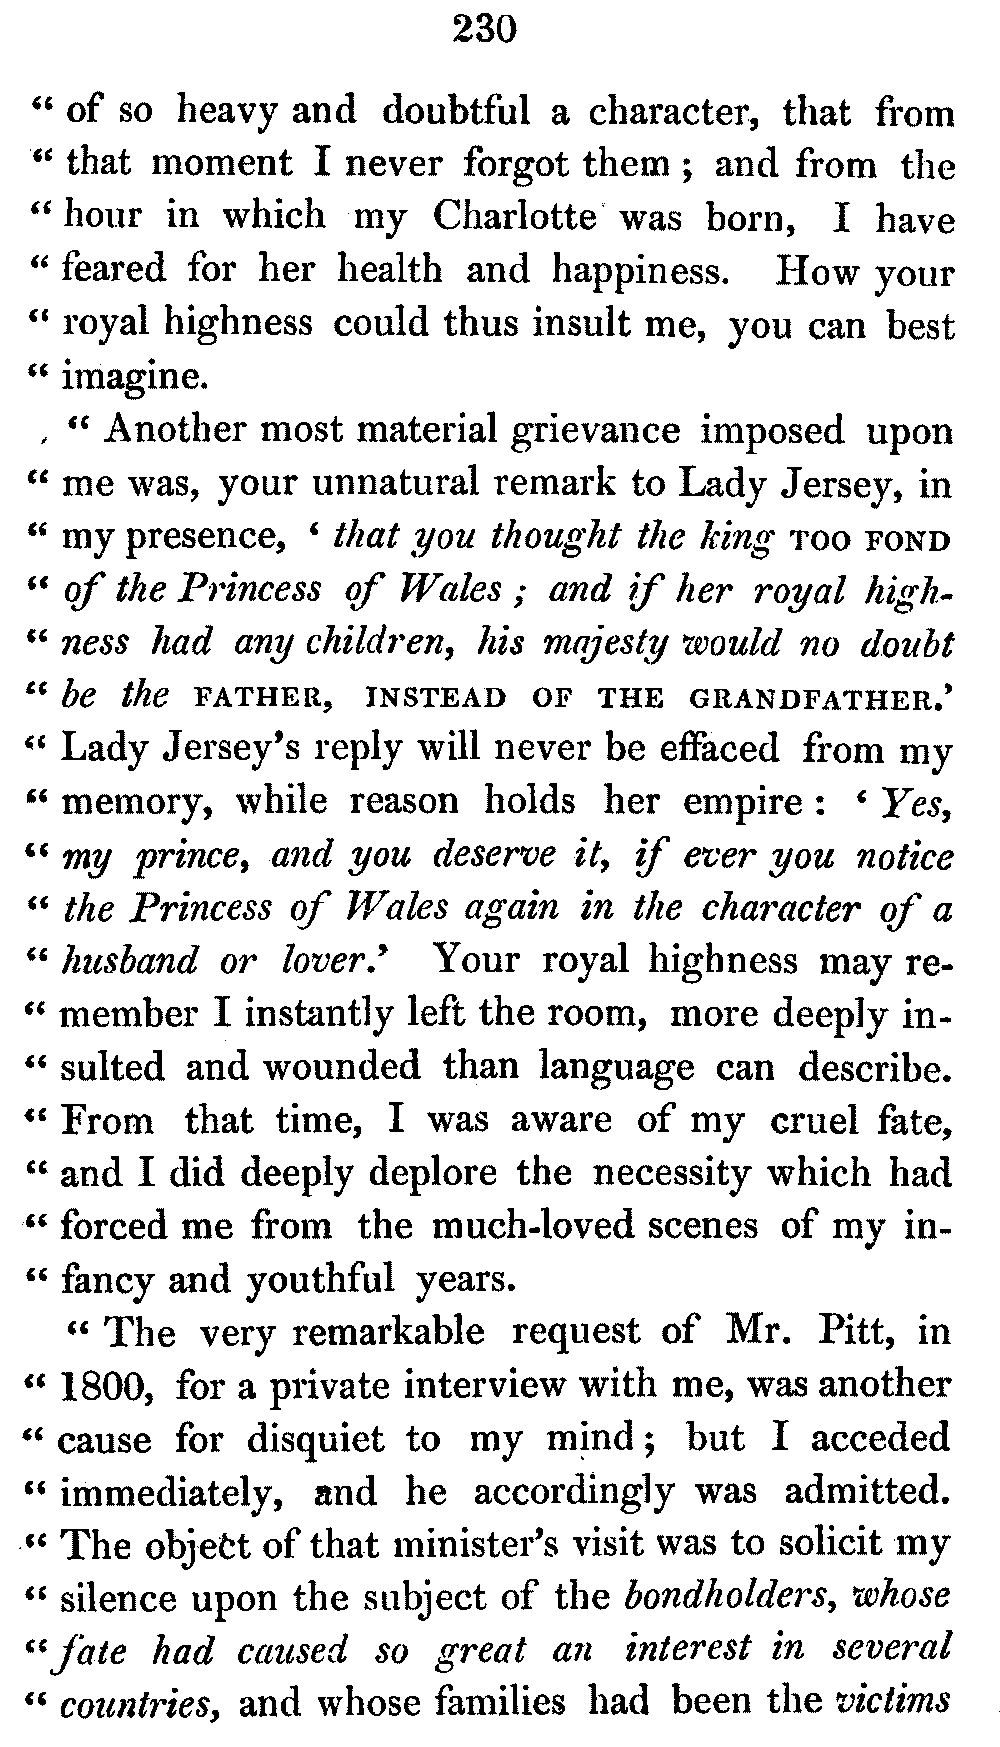 230
“ of so heavy and doubtful a character, that from
“ that moment I never forgot them ; and from the
“ hour in which my Charlotte was born, I have
“ feared for her health and happiness. How your
“ royal highness could thus insult me, you can best
“ imagine.
“ Another most material grievance imposed upon
“ me was, your unnatural remark to Lady Jersey, in
“ my presence, ‘ that you thought the king TOO FOND
“ of the Princess of Wales ; and if her royal high-
“ ness had any children, his majesty would no doubt
“ be the FATHER, INSTEAD OF THE GRANDFATHER.’
“ Lady Jersey’s reply will never be effaced from my
“ memory, while reason holds her empire : ‘ Yes,
“ my prince, and you deserve it, if ever you notice
“ the Princess of Wales again in the character of a
“ husband or lover.’ Your royal highness may re-
“ member I instantly left the room, more deeply in-
“ sulted and wounded than language can describe.
“ From that time, I was aware of my cruel fate,
“ and I did deeply deplore the necessity which had
“ forced me from the much-loved scenes of my in-
“ fancy and youthful years.
“ The very remarkable request of Mr. Pitt, in
“ 1800, for a private interview with me, was another
“ cause for disquiet to my mind ; but I acceded
“ immediately, and he accordingly was admitted.
“ The object of that minister’s visit was to solicit my
“ silence upon the subject of the bondholders, whose
“ fate had caused so great an interest in several
“ countries, and whose families had been the victims